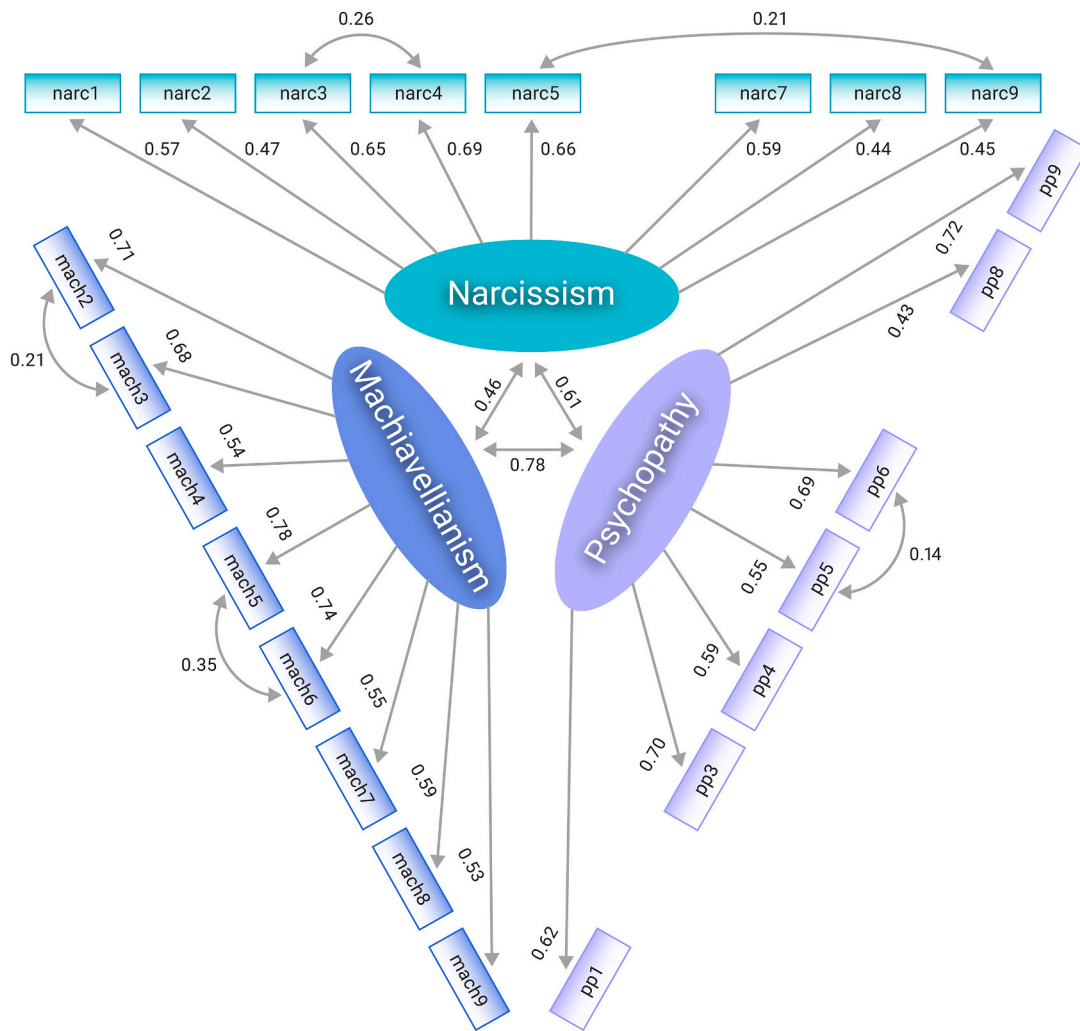 0.26
0.21
narc1
narc2
narc3
narc4
narc5
narc7
narc8
narc9
0.57
0.47
0.65
0.69
0.66
0.59
0.44
0.45
pp9
0.72
pp8
0.43
Narcissism
mach2
0.71
0.21
mach3
0.68
Machiavellianism
0.46
0.61
0.78
Psychopathy
mach4
0.54
mach5
0.78
0.35
mach6
0.74
mach7
0.55
mach8
0.59
mach9
0.53
pp6
0.69
0.14
pp5
0.55
pp4
0.59
pp3
0.70
pp1
0.62